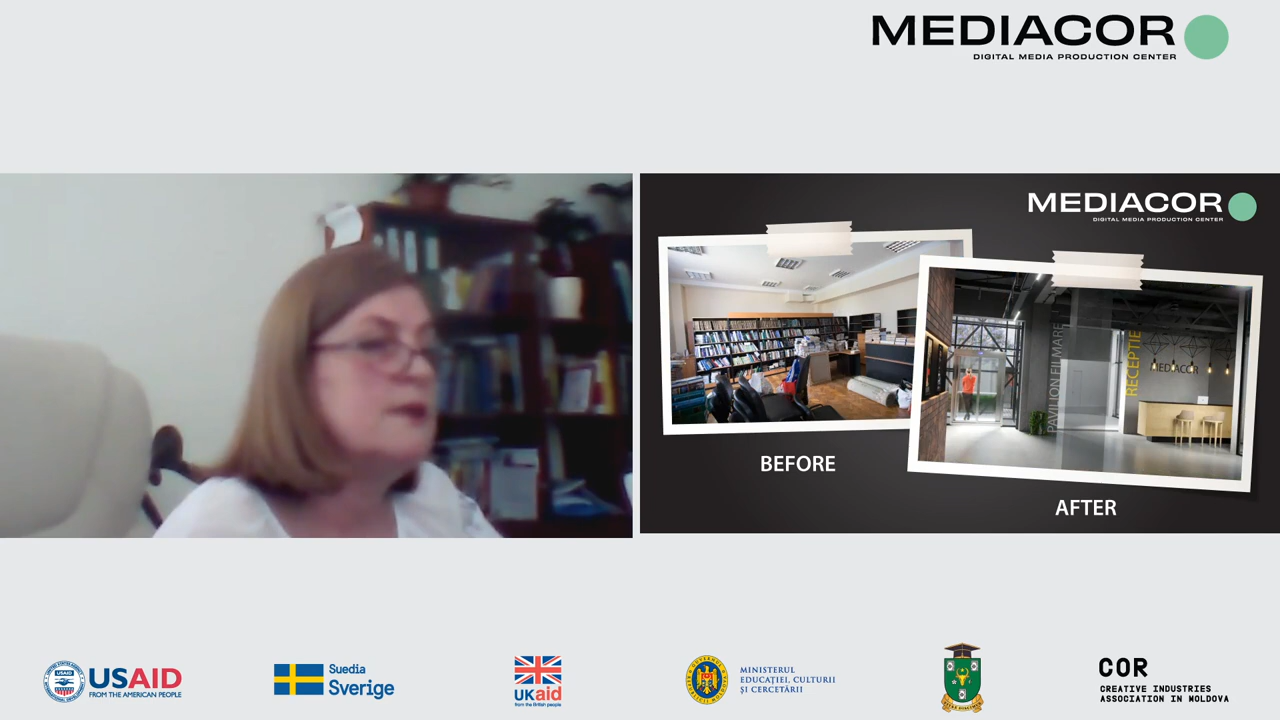 MEDIACOR
DIGITAL MEDIA PRODUCTION CENTER
MEDIACOR
DIGITAL MEDIA PRODUCTION CENTER
PAVILION FILMARE
RECEPȚIE
MEDIACOR
BEFORE
AFTER
USAID
USAID
FROM THE AMERICAN PEOPLE
Suedia
Sverige
UKaid
from the British people
MINISTERUL
EDUCAȚIEI, CULTURII
ȘI CERCETĂRII
COR
CREATIVE INDUSTRIES
ASSOCIATION IN MOLDOVA